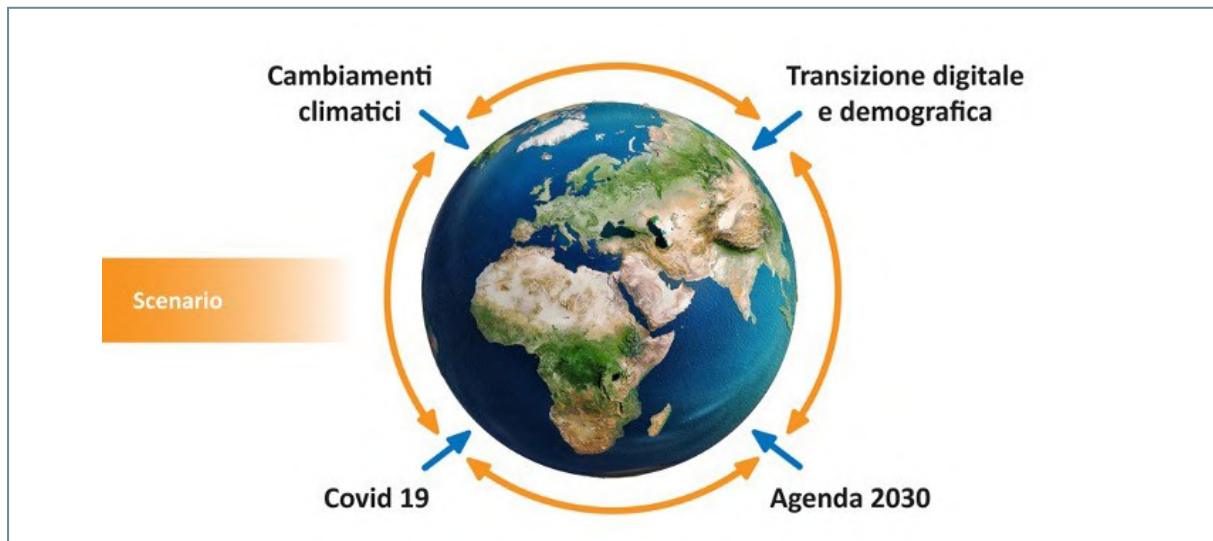 Cambiamenti
climatici
Transizione digitale
e demografica
Scenario
Covid 19
Agenda 2030